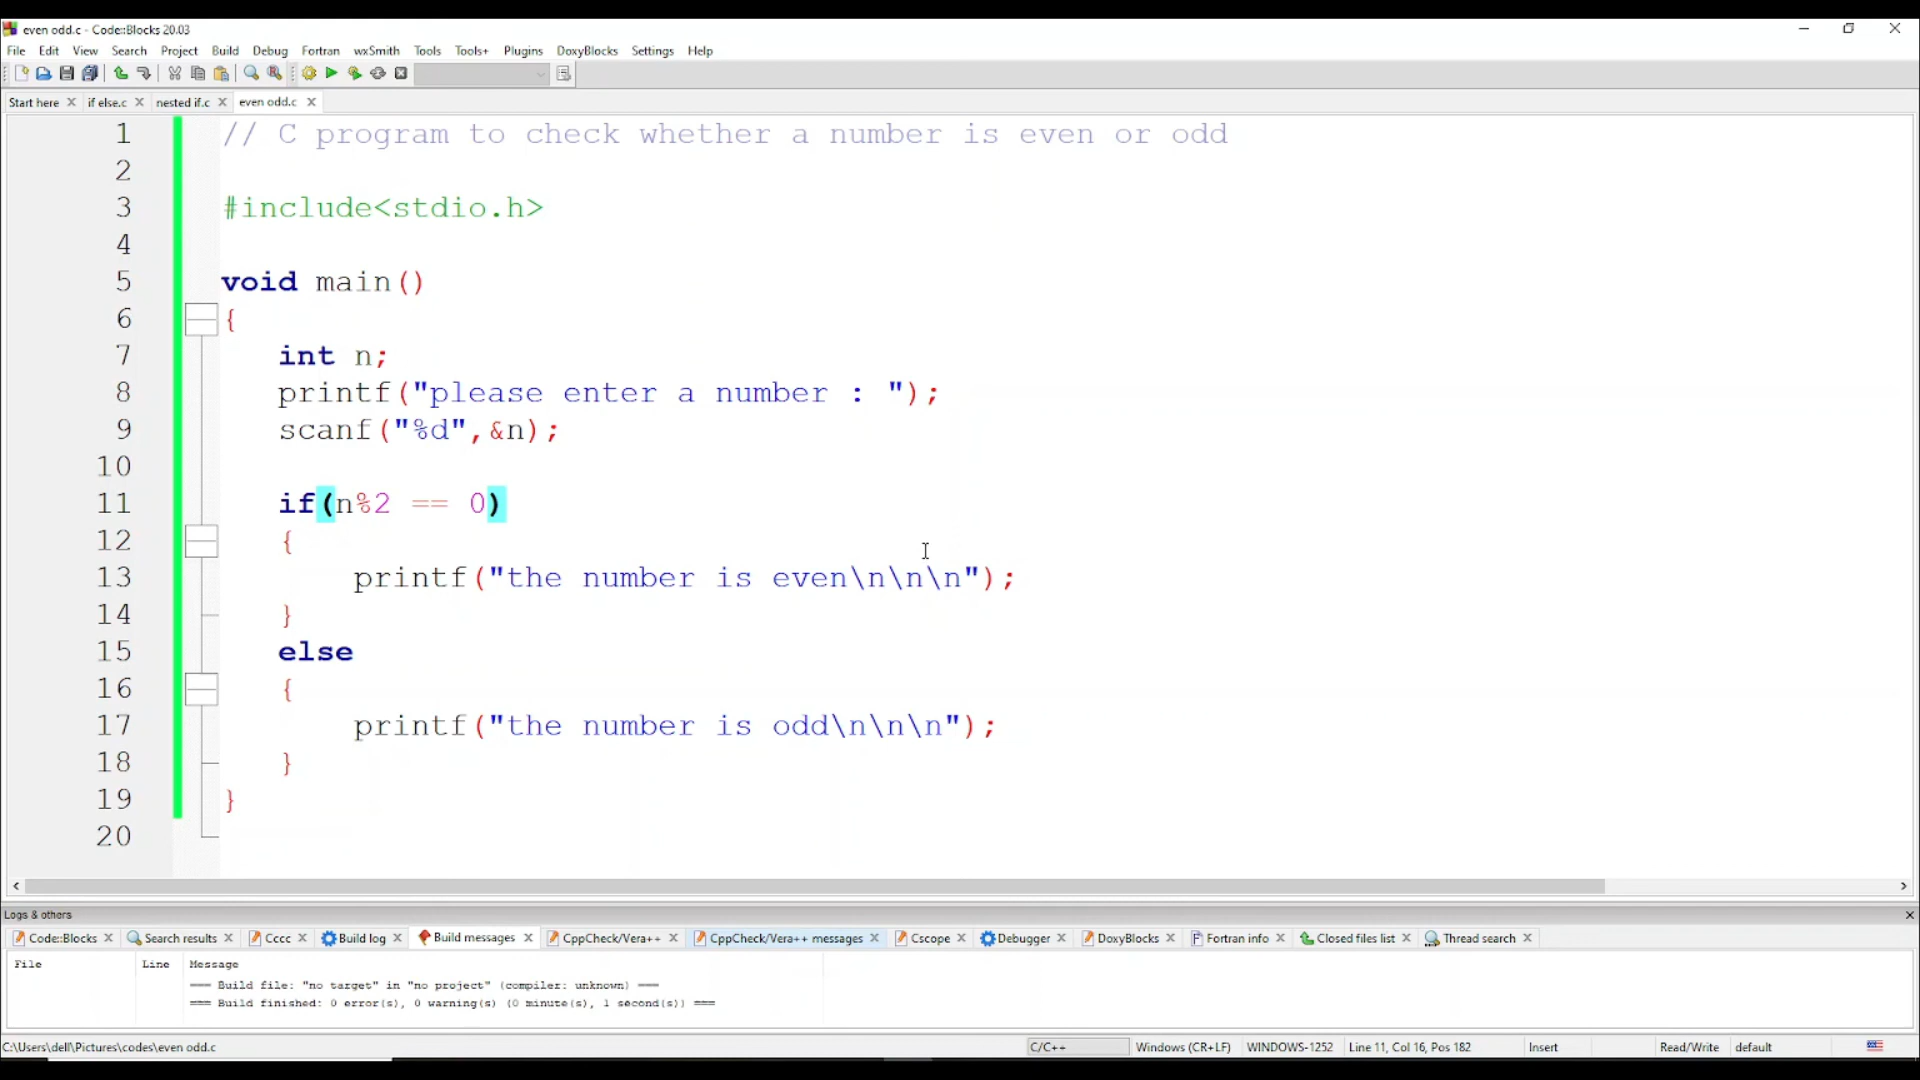 even odd.c - Code::Blocks 20.03
File Edit View Search Project Build Debug Fortran wxSmith Tools Tools+ Plugins DoxyBlocks Settings Help
Start here if else.c nested if.c even odd.c
1 // C program to check whether a number is even or odd
2
3 #include<stdio.h>
4
5 void main()
6 {
7 int n;
8 printf("please enter a number : ");
9 scanf("%d",&n);
10
11 if(n%2 == 0)
12 {
13 printf("the number is even\n\n\n");
14 }
15 else
16 {
17 printf("the number is odd\n\n\n");
18 }
19 }
20
Logs & others
Code::Blocks Search results Cccc Build log Build messages CppCheck/Vera++ CppCheck/Vera++ messages Cscope Debugger DoxyBlocks Fortran info Closed files list Thread search
File Line Message
=== Build file: "no target" in "no project" (compiler: unknown) ===
=== Build finished: 0 error(s), 0 warning(s) (0 minute(s), 1 second(s)) ===
C:\Users\dell\Pictures\codes\even odd.c C/C++ Windows (CR+LF) WINDOWS-1252 Line 11, Col 16, Pos 182 Insert Read/Write default